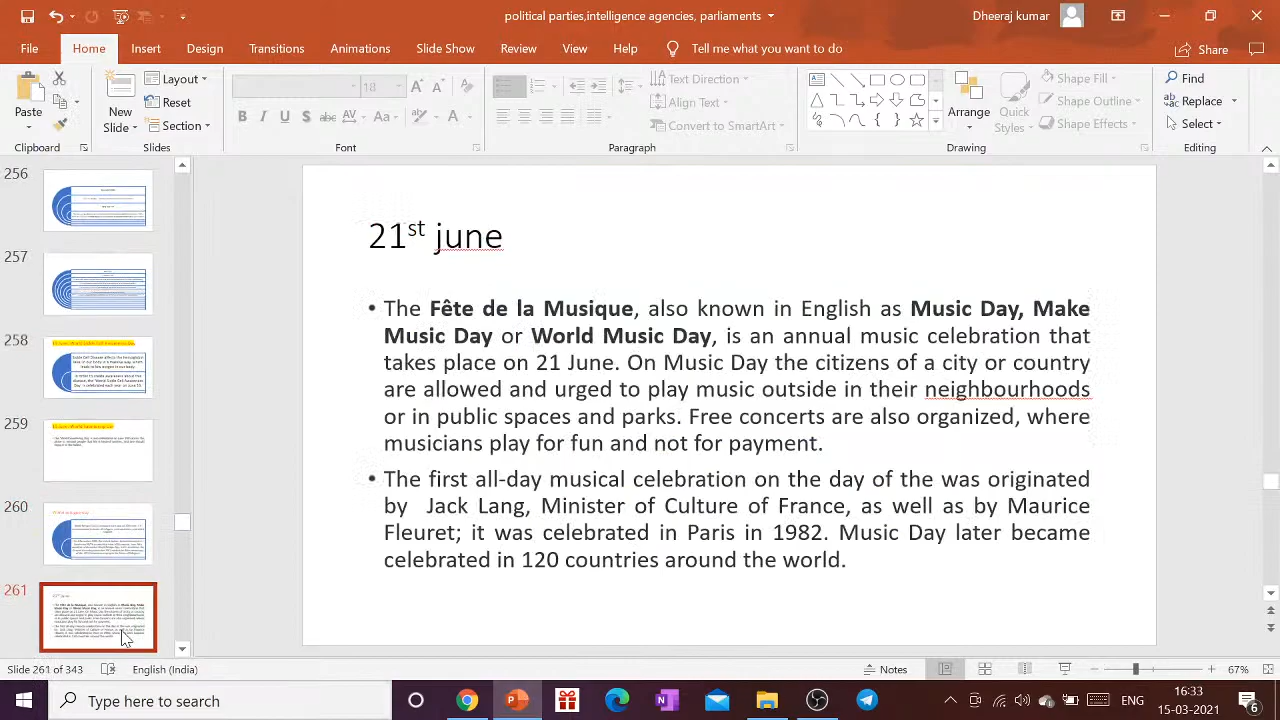 political parties,intelligence agencies, parliaments
Dheeraj kumar
File Home Insert Design Transitions Animations Slide Show Review View Help Tell me what you want to do Share
Paste
Clipboard
New Slide
Layout
Reset
Section
Slides
18
B I U S abc AV Aa A
Font
Text Direction
Align Text
Convert to SmartArt
Paragraph
Arrange
Quick Styles
Shape Fill
Shape Outline
Shape Effects
Drawing
Find
Replace
Select
Editing
256
257
258
259
260
261
21st june
• The Fête de la Musique, also known in English as Music Day, Make
Music Day or World Music Day, is an annual music celebration that
takes place on 21 June. On Music Day the citizens of a city or country
are allowed and urged to play music outside in their neighbourhoods
or in public spaces and parks. Free concerts are also organized, where
musicians play for fun and not for payment.
• The first all-day musical celebration on the day of the was originated
by Jack Lang, Minister of Culture of France, as well as by Maurice
Fleuret; it was celebrated in Paris in 1982. Music Day later became
celebrated in 120 countries around the world.
Slide 261 of 343 English (India)
Notes
67%
Type here to search
ENG
16:33
15-03-2021
6